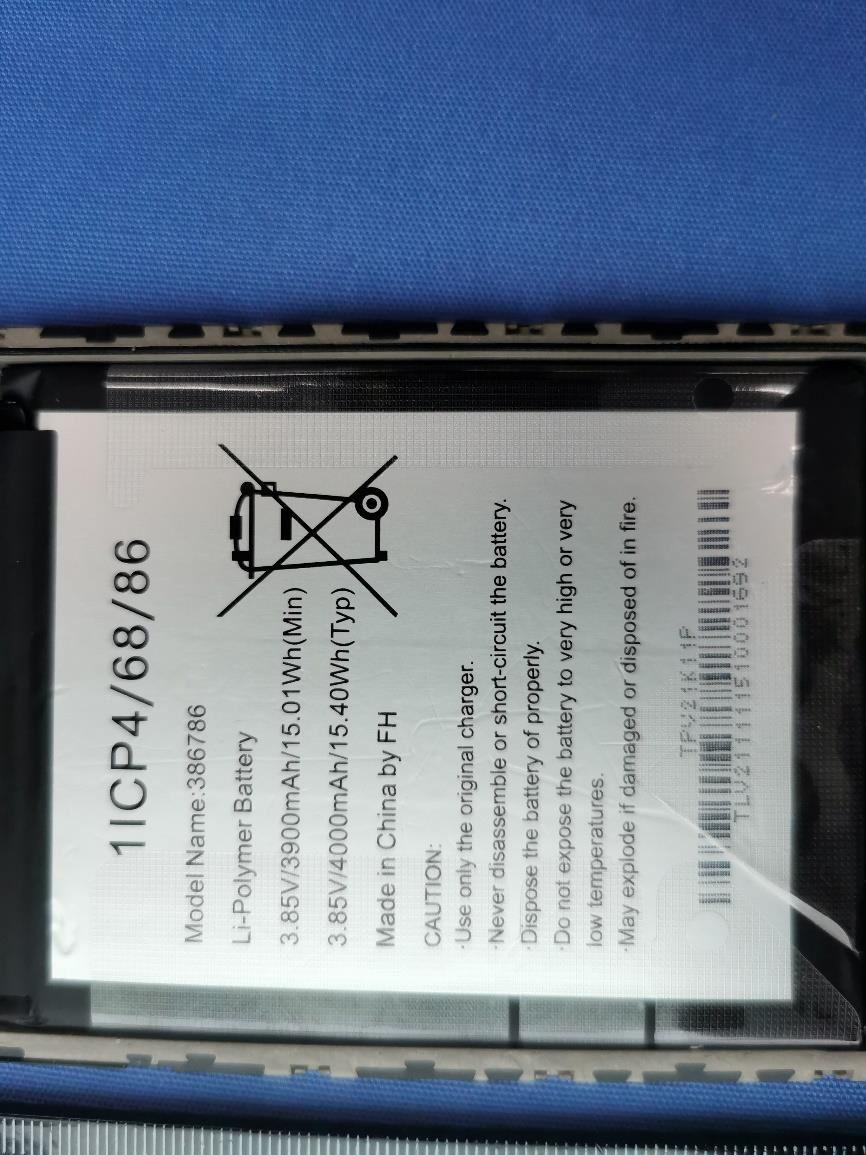 1ICP4/68/86
Model Name:386786
Li-Polymer Battery
3.85V/3900mAh/15.01Wh(Min)
3.85V/4000mAh/15.40Wh(Typ)
Made in China by FH
CAUTION:
·Use only the original charger.
·Never disassemble or short-circuit the battery.
·Dispose the battery of properly.
·Do not expose the battery to very high or very
low temperatures.
·May explode if damaged or disposed of in fire.
TPV21K11P